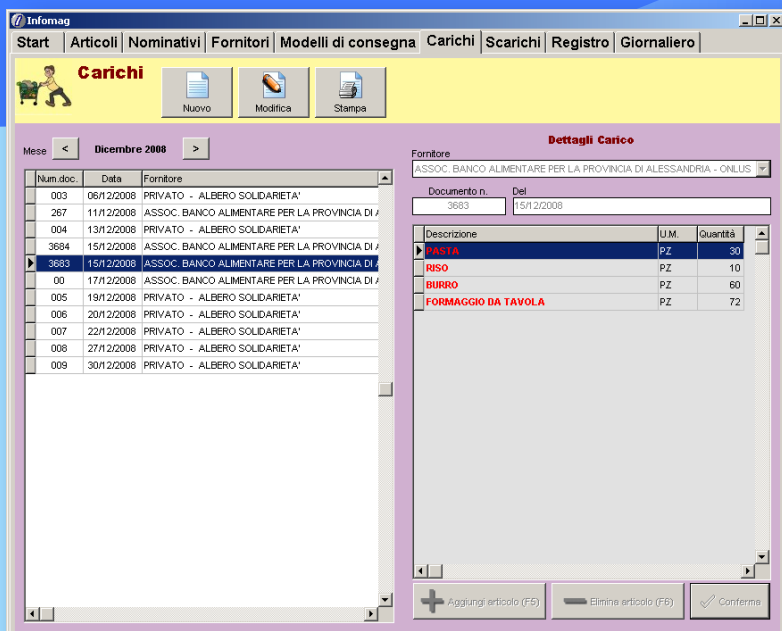 Infomag
Start Articoli Nominativi Fornitori Modelli di consegna Carichi Scarichi Registro Giornaliero
Carichi
Nuovo Modifica Stampa
Mese < Dicembre 2008 >
Num.doc. Data Fornitore
003 06/12/2008 PRIVATO - ALBERO SOLIDARIETA'
267 11/12/2008 ASSOC. BANCO ALIMENTARE PER LA PROVINCIA DI A
004 13/12/2008 PRIVATO - ALBERO SOLIDARIETA'
3684 15/12/2008 ASSOC. BANCO ALIMENTARE PER LA PROVINCIA DI A
3683 15/12/2008 ASSOC. BANCO ALIMENTARE PER LA PROVINCIA DI A
00 17/12/2008 ASSOC. BANCO ALIMENTARE PER LA PROVINCIA DI A
005 19/12/2008 PRIVATO - ALBERO SOLIDARIETA'
006 20/12/2008 PRIVATO - ALBERO SOLIDARIETA'
007 22/12/2008 PRIVATO - ALBERO SOLIDARIETA'
008 27/12/2008 PRIVATO - ALBERO SOLIDARIETA'
009 30/12/2008 PRIVATO - ALBERO SOLIDARIETA'
Dettagli Carico
Fornitore
ASSOC. BANCO ALIMENTARE PER LA PROVINCIA DI ALESSANDRIA - ONLUS
Documento n. Del
3683 15/12/2008
Descrizione U.M. Quantità
PASTA PZ 30
RISO PZ 10
BURRO PZ 60
FORMAGGIO DA TAVOLA PZ 72
Aggiungi articolo (F5) Elimina articolo (F6) Conferma